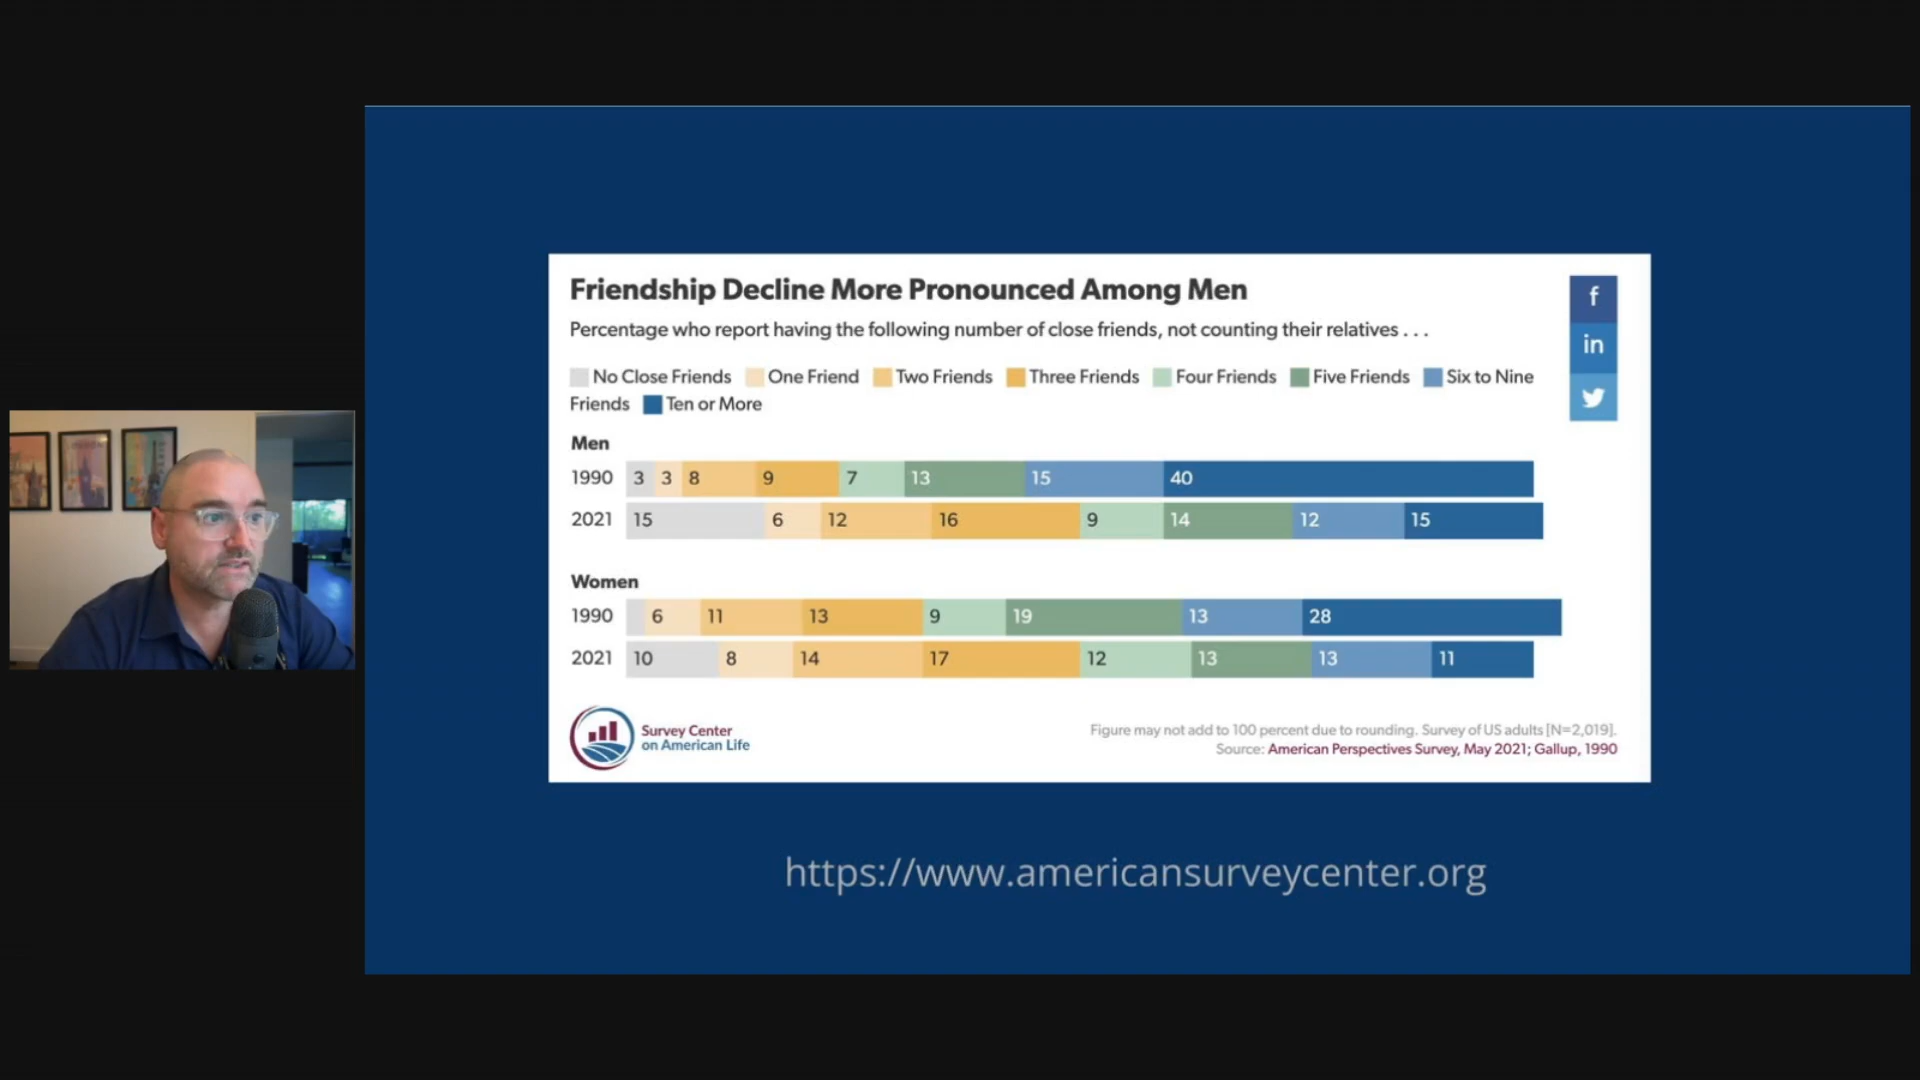 Friendship Decline More Pronounced Among Men
Percentage who report having the following number of close friends, not counting their relatives . . .
No Close Friends One Friend Two Friends Three Friends Four Friends Five Friends Six to Nine
Friends Ten or More
f
in
Men
1990 3 3 8 9 7 13 15 40
2021 15 6 12 16 9 14 12 15
Women
1990 6 11 13 9 19 13 28
2021 10 8 14 17 12 13 13 11
Survey Center
on American Life
Figure may not add to 100 percent due to rounding. Survey of US adults [N=2,019].
Source: American Perspectives Survey, May 2021; Gallup, 1990
https://www.americansurveycenter.org